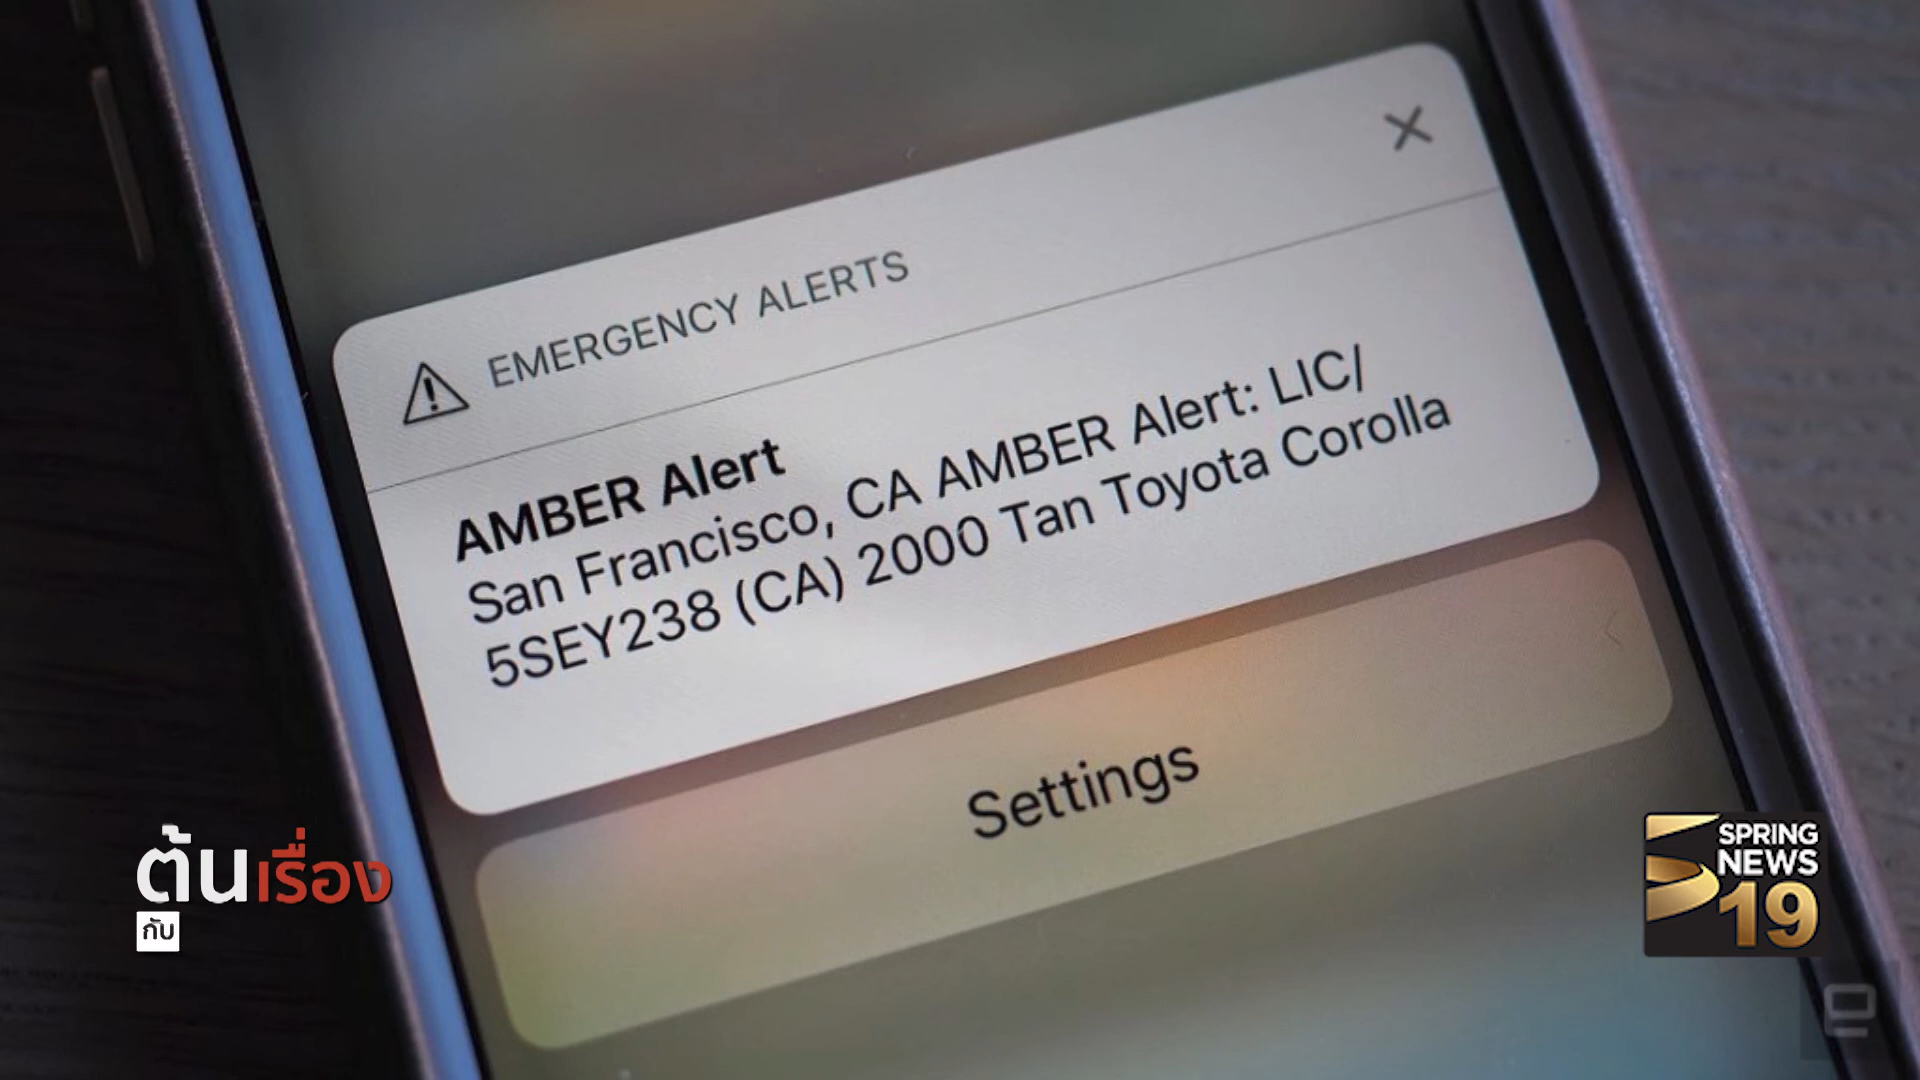 EMERGENCY ALERTS
AMBER Alert
San Francisco, CA AMBER Alert: LIC/
5SEY238 (CA) 2000 Tan Toyota Corolla
Settings
ต้นเรื่อง
กับ
SPRING
NEWS
19